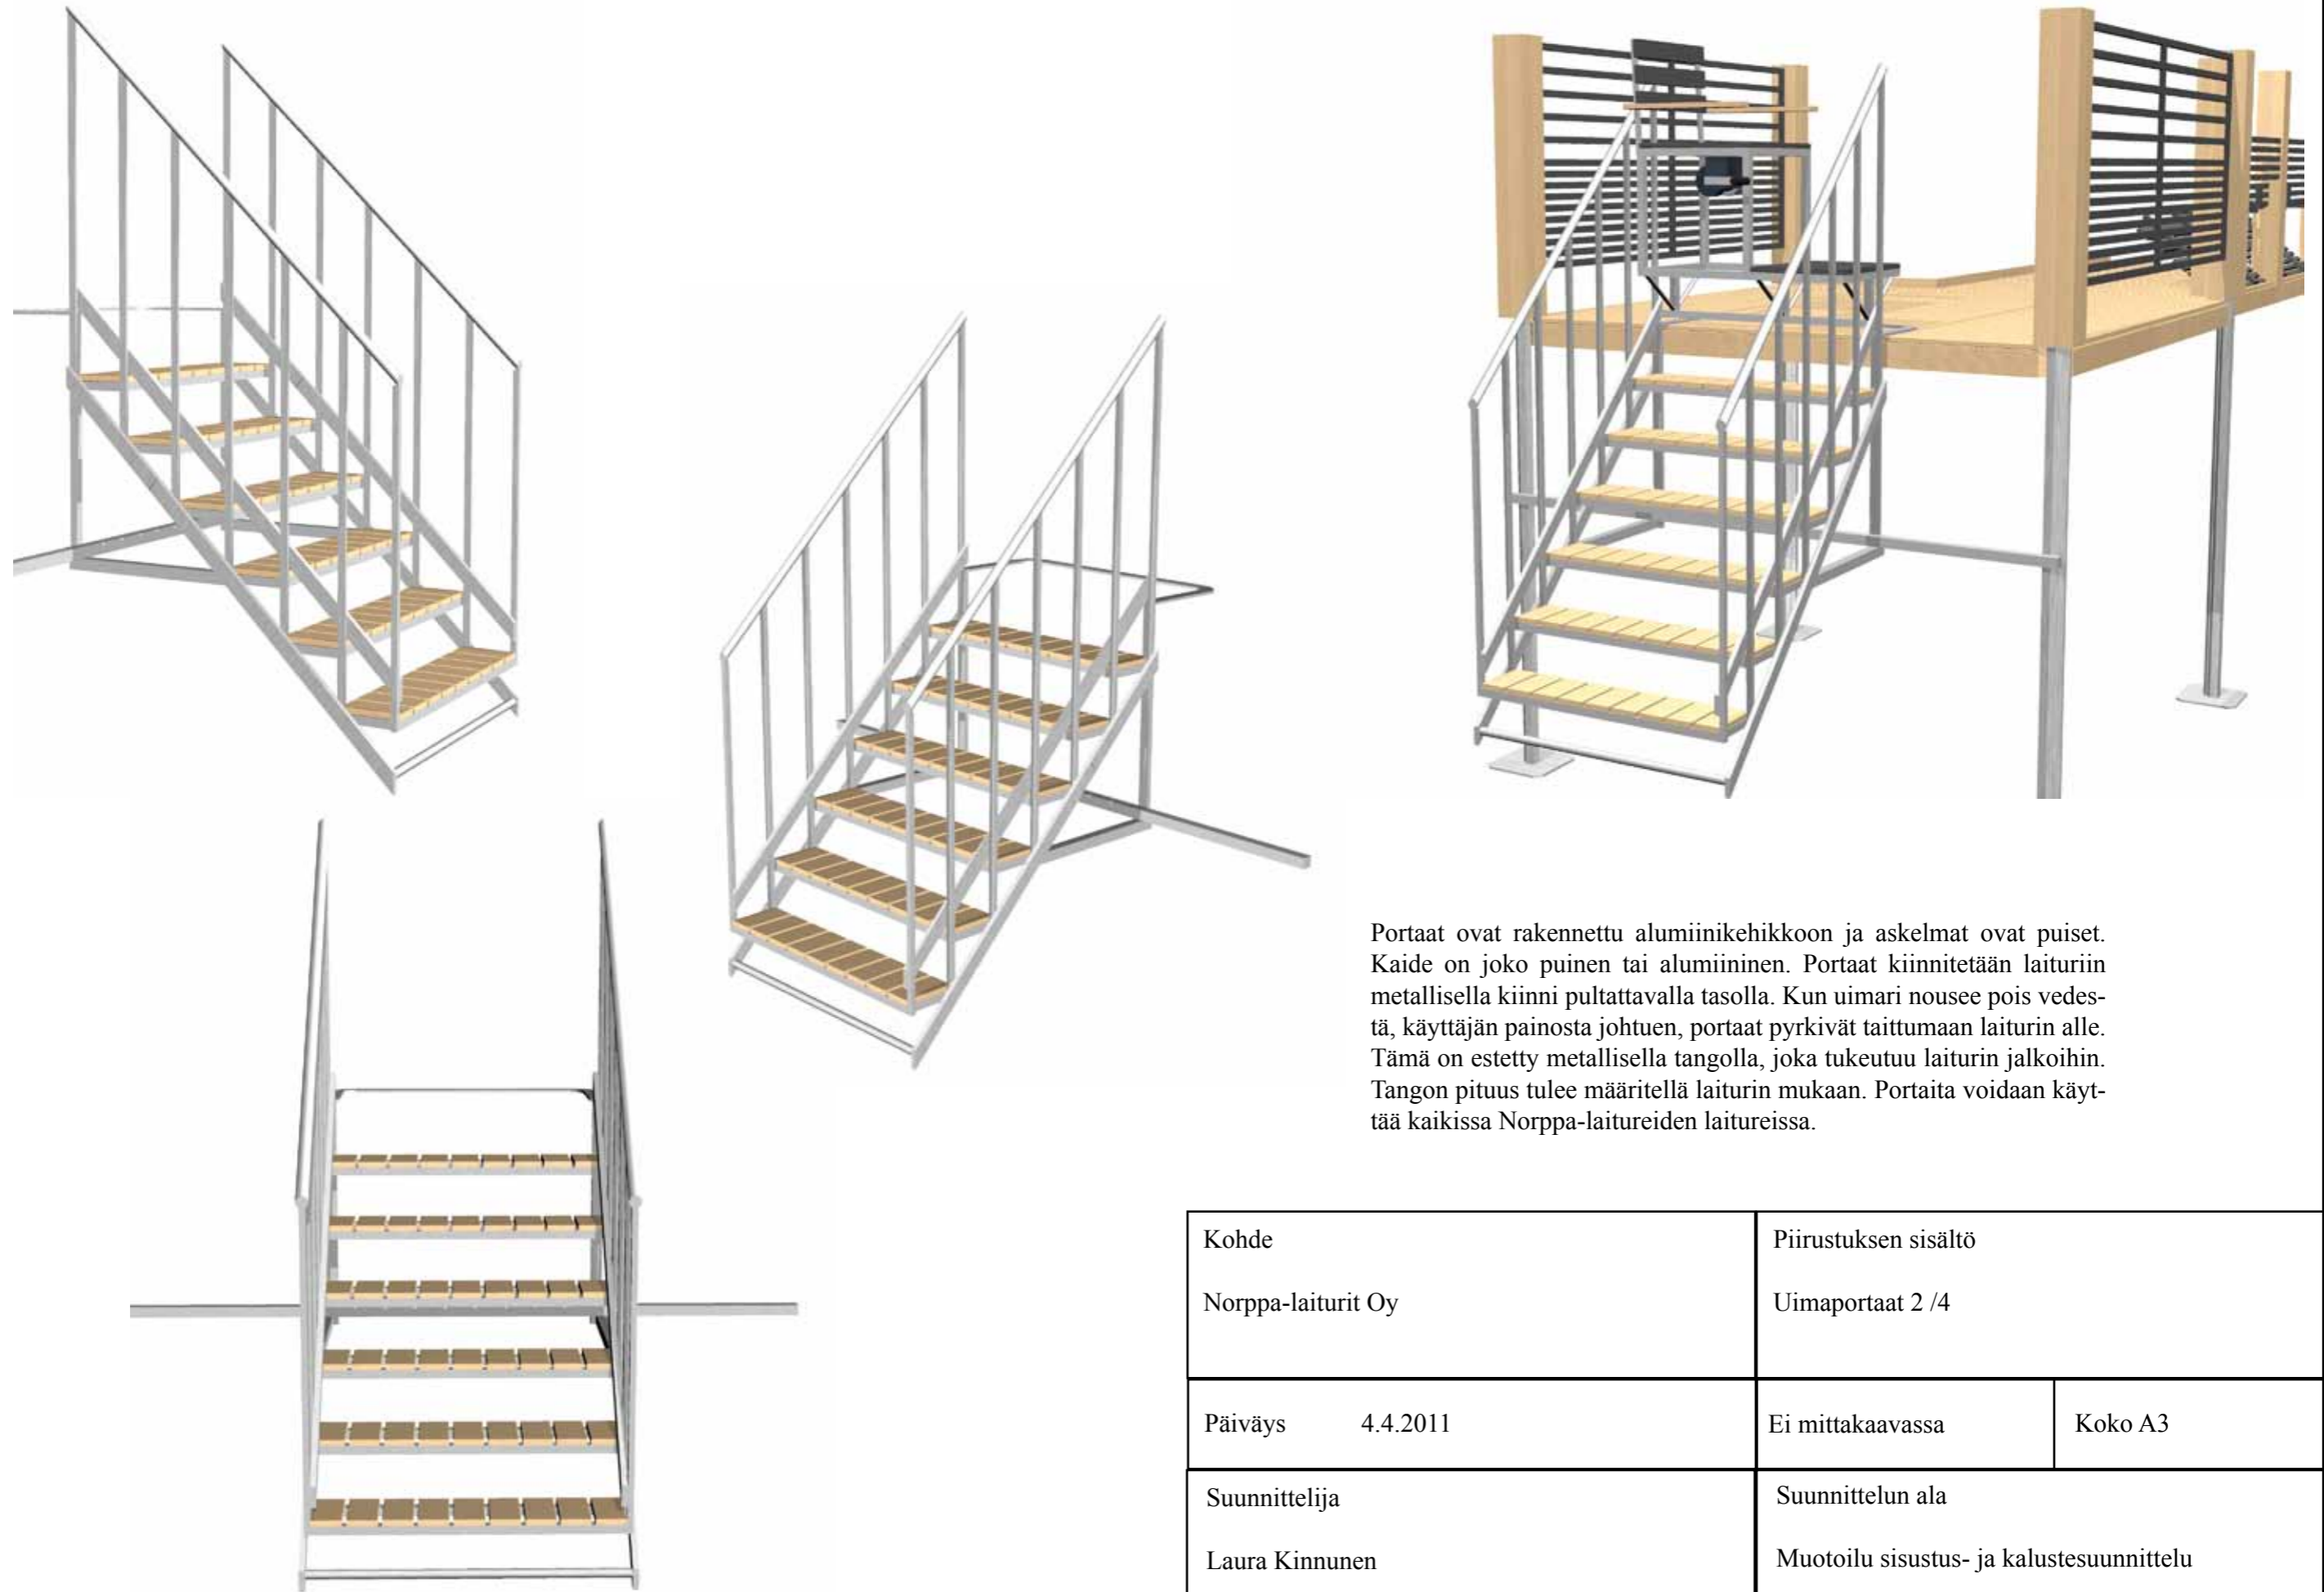 Portaat ovat rakennettu alumiinikehikkoon ja askelmat ovat puiset.
Kaide on joko puinen tai alumiininen. Portaat kiinnitetään laituriin
metallisella kiinni pultattavalla tasolla. Kun uimari nousee pois vedes-
tä, käyttäjän painosta johtuen, portaat pyrkivät taittumaan laiturin alle.
Tämä on estetty metallisella tangolla, joka tukeutuu laiturin jalkoihin.
Tangon pituus tulee määritellä laiturin mukaan. Portaita voidaan käyt-
tää kaikissa Norppa-laitureiden laitureissa.
Kohde
Norppa-laiturit Oy
Piirustuksen sisältö
Uimaportaat 2 /4
Päiväys 4.4.2011
Ei mittakaavassa
Koko A3
Suunnittelija
Laura Kinnunen
Suunnittelun ala
Muotoilu sisustus- ja kalustesuunnittelu